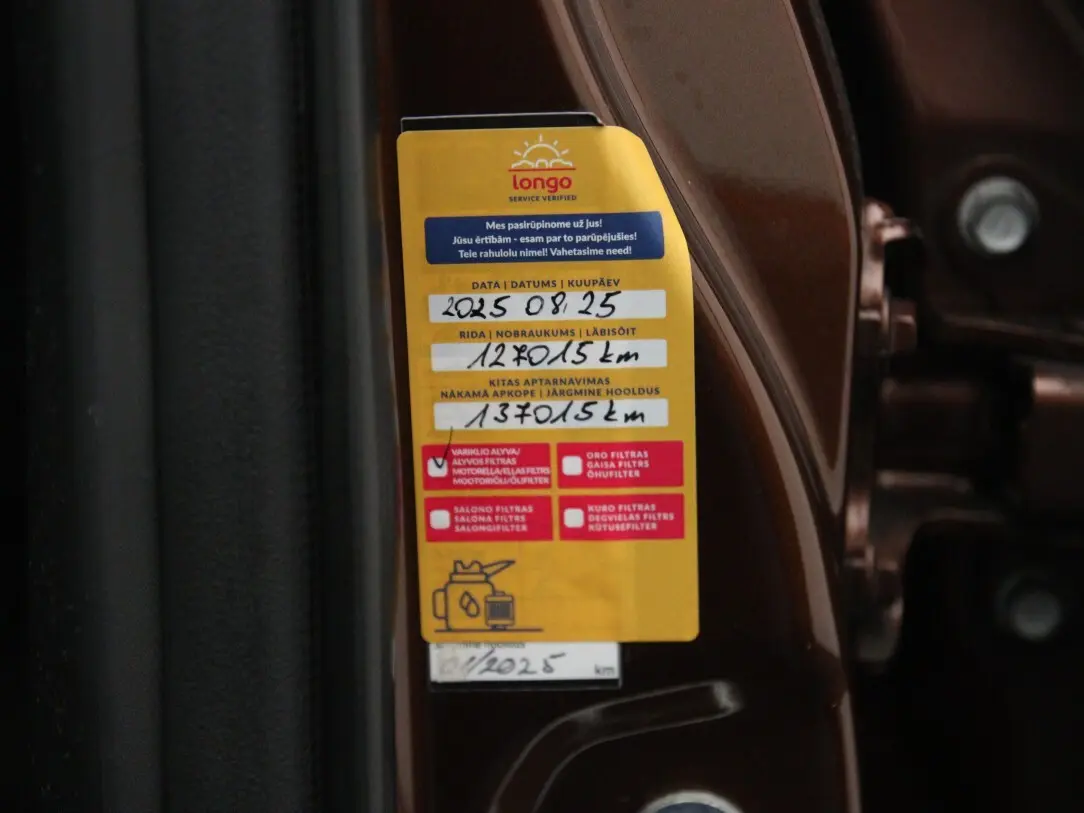 longo
SERVICE VERIFIED
Mes pasirūpinome už jus!
Jūsu ērtībām - esam par to parūpējušies!
Teie rahulolu nimel! Vahetasime need!
DATA | DATUMS | KUUPÄEV
2025 08. 25
RIDA | NOBRAUKUMS | LÄBISÕIT
127015 km
KITAS APTARNAVIMAS
NĀKAMĀ APKOPE | JÄRGMINE HOOLDUS
137015 km
VARIKLIO ALYVA/
ALYVOS FILTRAS
MOTOREĻĻA/EĻĻAS FILTRS
MOOTORIÕLI/ÕLIFILTER
ORO FILTRAS
GAISA FILTRS
ÕHUFILTER
SALONO FILTRAS
SALONA FILTRS
SALONGIFILTER
KURO FILTRAS
DEGVIELAS FILTRS
KÜTUSEFILTER
/2025 km